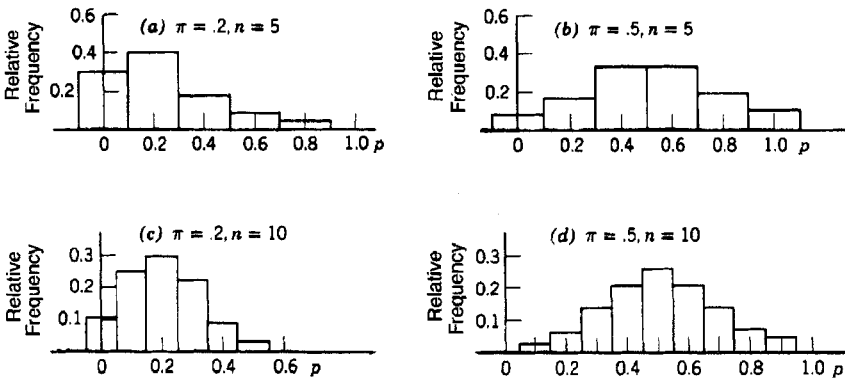 (a) π = .2, n = 5
Relative Frequency
0.6
0.4
0.2
0 0.2 0.4 0.6 0.8 1.0 p
(b) π = .5, n = 5
Relative Frequency
0.6
0.4
0.2
0 0.2 0.4 0.6 0.8 1.0 p
(c) π = .2, n = 10
Relative Frequency
0.3
0.2
0.1
0 0.2 0.4 0.6 p
(d) π = .5, n = 10
Relative Frequency
0.3
0.2
0.1
0 0.2 0.4 0.6 0.8 1.0 p